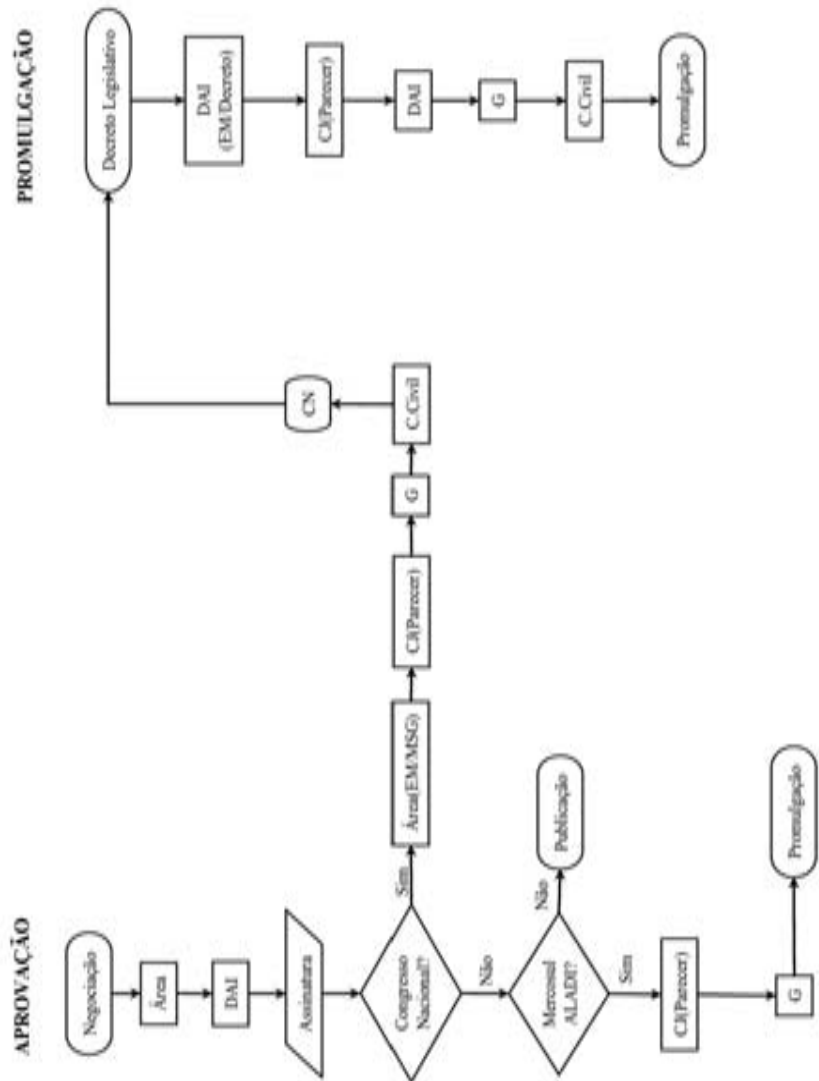 APROVAÇÃO
PROMULGAÇÃO
Negociação
Área
DAI
Assinatura
Congresso
Nacional?
Sim
Área(EM/MSG)
CJ(Parecer)
G
C.Civil
CN
Não
Mercosul
ALADI?
Não
Publicação
Sim
CJ(Parecer)
G
Promulgação
Decreto Legislativo
DAI
(EM/Decreto)
CJ(Parecer)
DAI
G
C.Civil
Promulgação